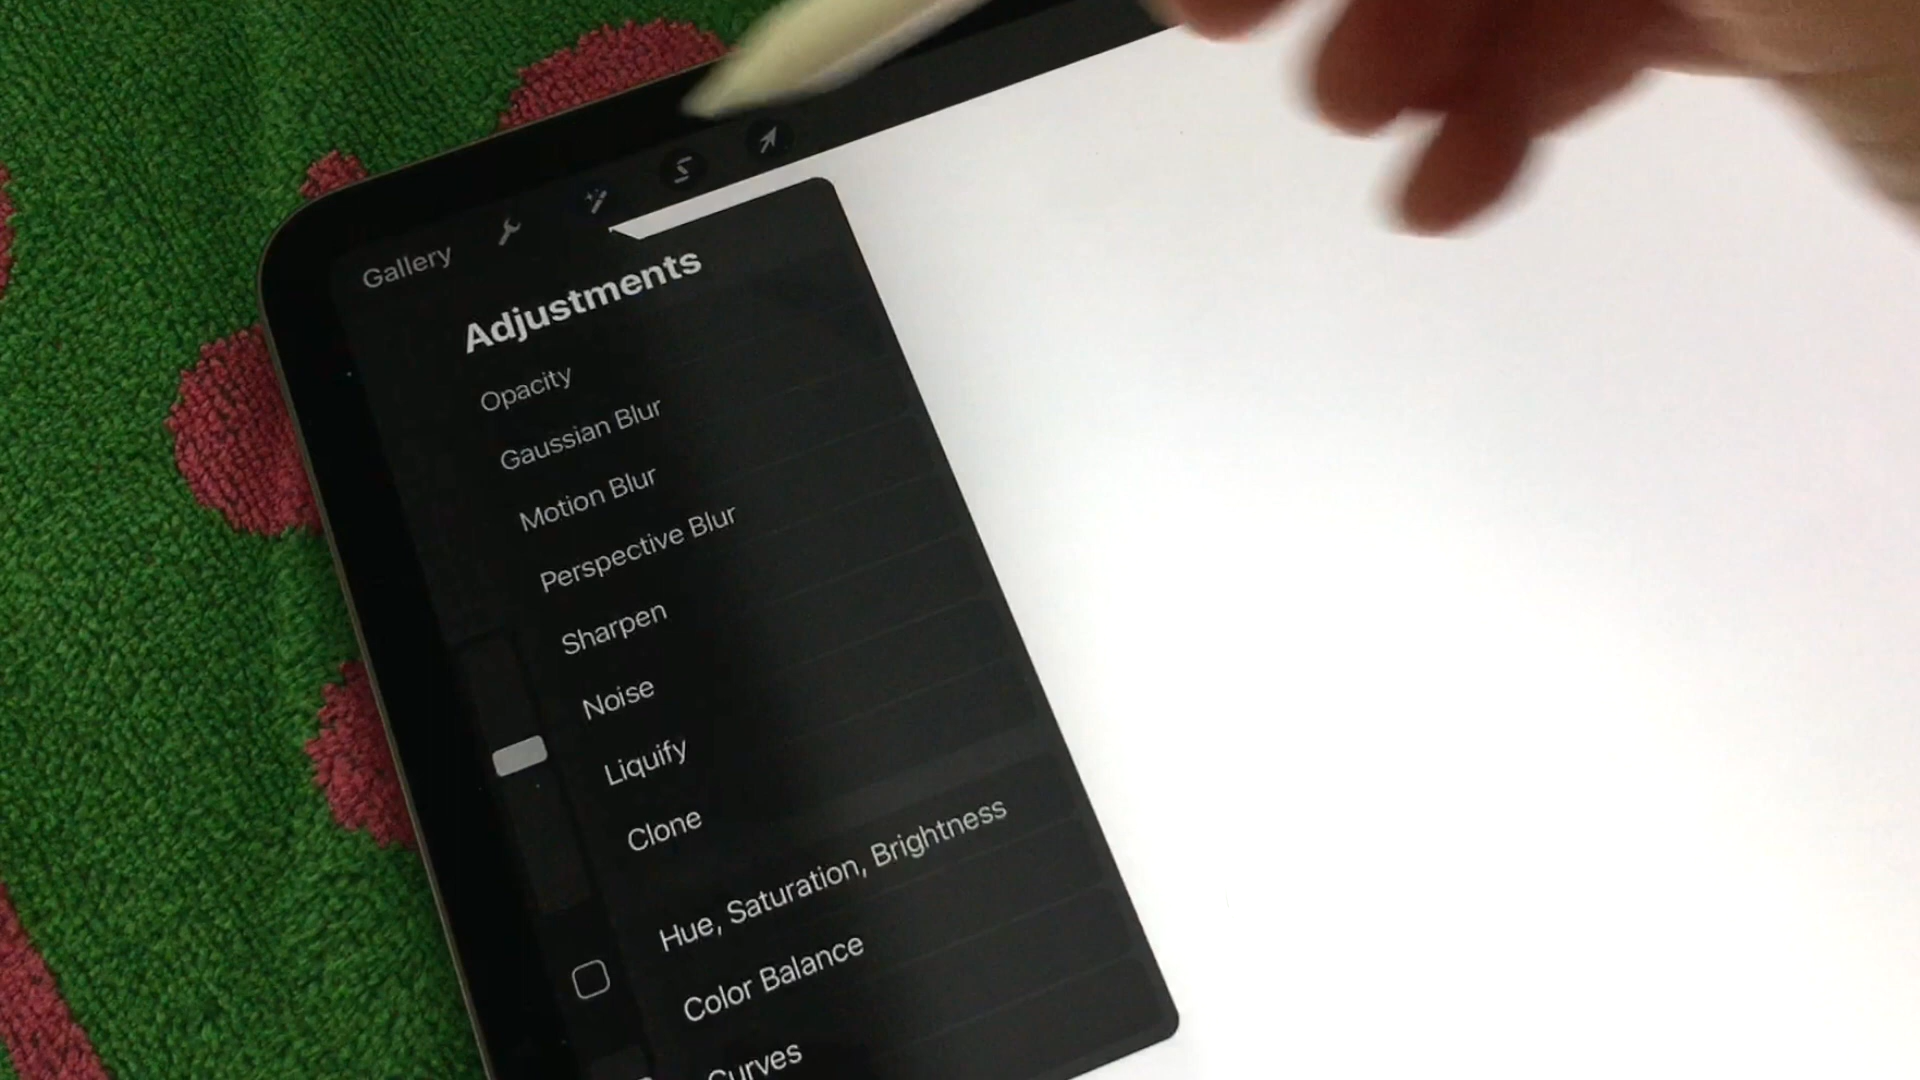 Gallery
Adjustments
Opacity
Gaussian Blur
Motion Blur
Perspective Blur
Sharpen
Noise
Liquify
Clone
Hue, Saturation, Brightness
Color Balance
Curves